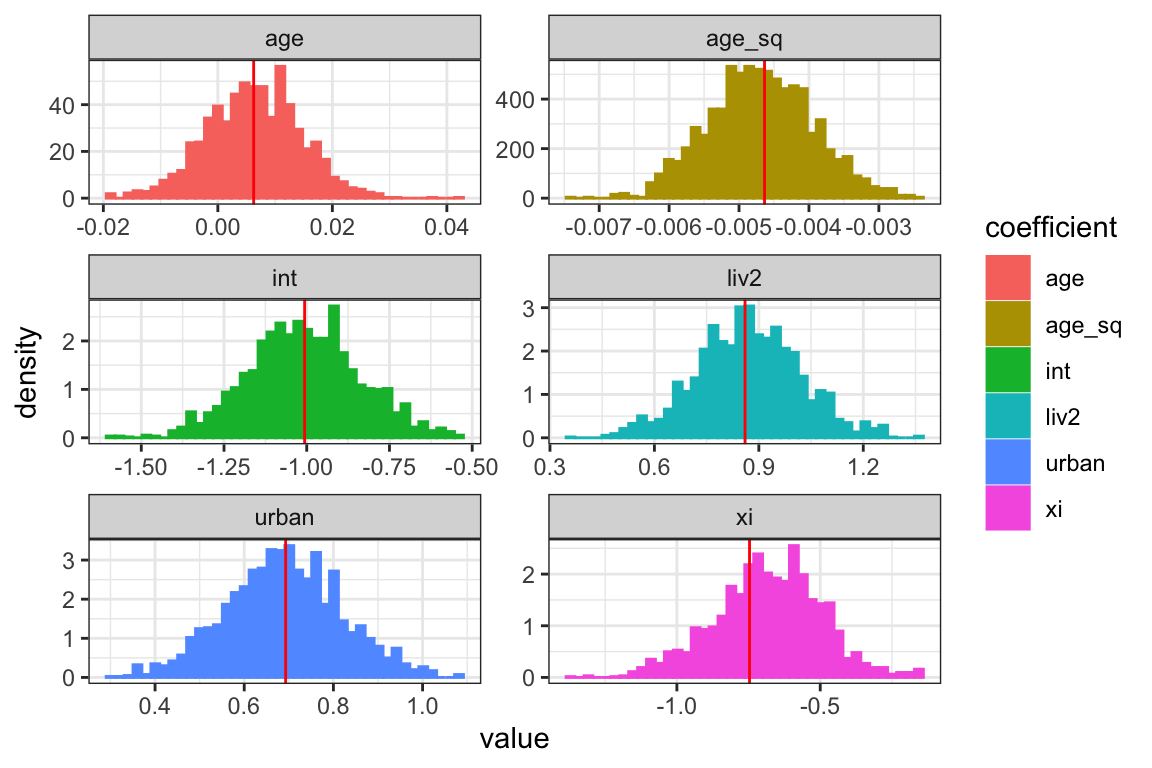 age
age_sq
40
20
0
-0.02 0.00 0.02 0.04
400
200
0
-0.007 -0.006 -0.005 -0.004 -0.003
int
liv2
2
1
0
-1.50 -1.25 -1.00 -0.75 -0.50
3
2
1
0
0.3 0.6 0.9 1.2
urban
xi
3
2
1
0
0.4 0.6 0.8 1.0
2
1
0
-1.0 -0.5
density
value
coefficient
age
age_sq
int
liv2
urban
xi